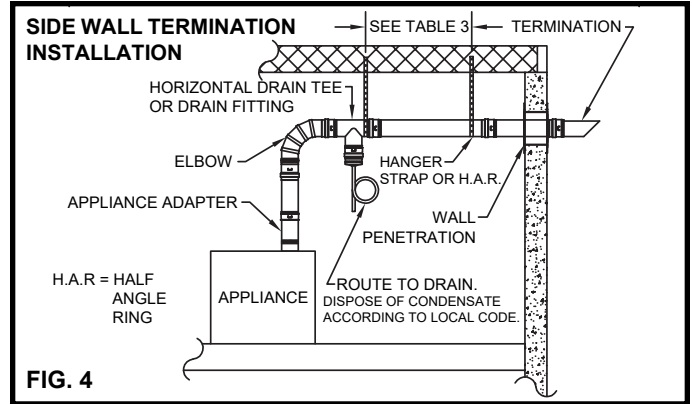 SIDE WALL TERMINATION
INSTALLATION
SEE TABLE 3
TERMINATION
HORIZONTAL DRAIN TEE
OR DRAIN FITTING
ELBOW
HANGER
STRAP OR H.A.R.
APPLIANCE ADAPTER
WALL
PENETRATION
H.A.R = HALF
ANGLE
RING
APPLIANCE
ROUTE TO DRAIN.
DISPOSE OF CONDENSATE
ACCORDING TO LOCAL CODE.
FIG. 4